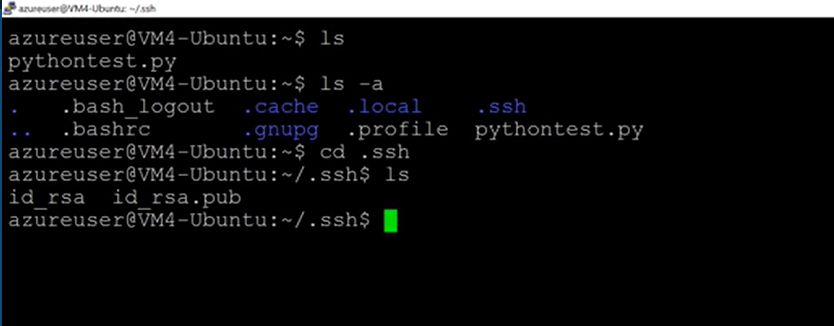 azureuser@VM4-Ubuntu: ~/.ssh
azureuser@VM4-Ubuntu:~$ ls
pythontest.py
azureuser@VM4-Ubuntu:~$ ls -a
.   .bash_logout  .cache  .local   .ssh
..  .bashrc       .gnupg  .profile  pythontest.py
azureuser@VM4-Ubuntu:~$ cd .ssh
azureuser@VM4-Ubuntu:~/.ssh$ ls
id_rsa  id_rsa.pub
azureuser@VM4-Ubuntu:~/.ssh$